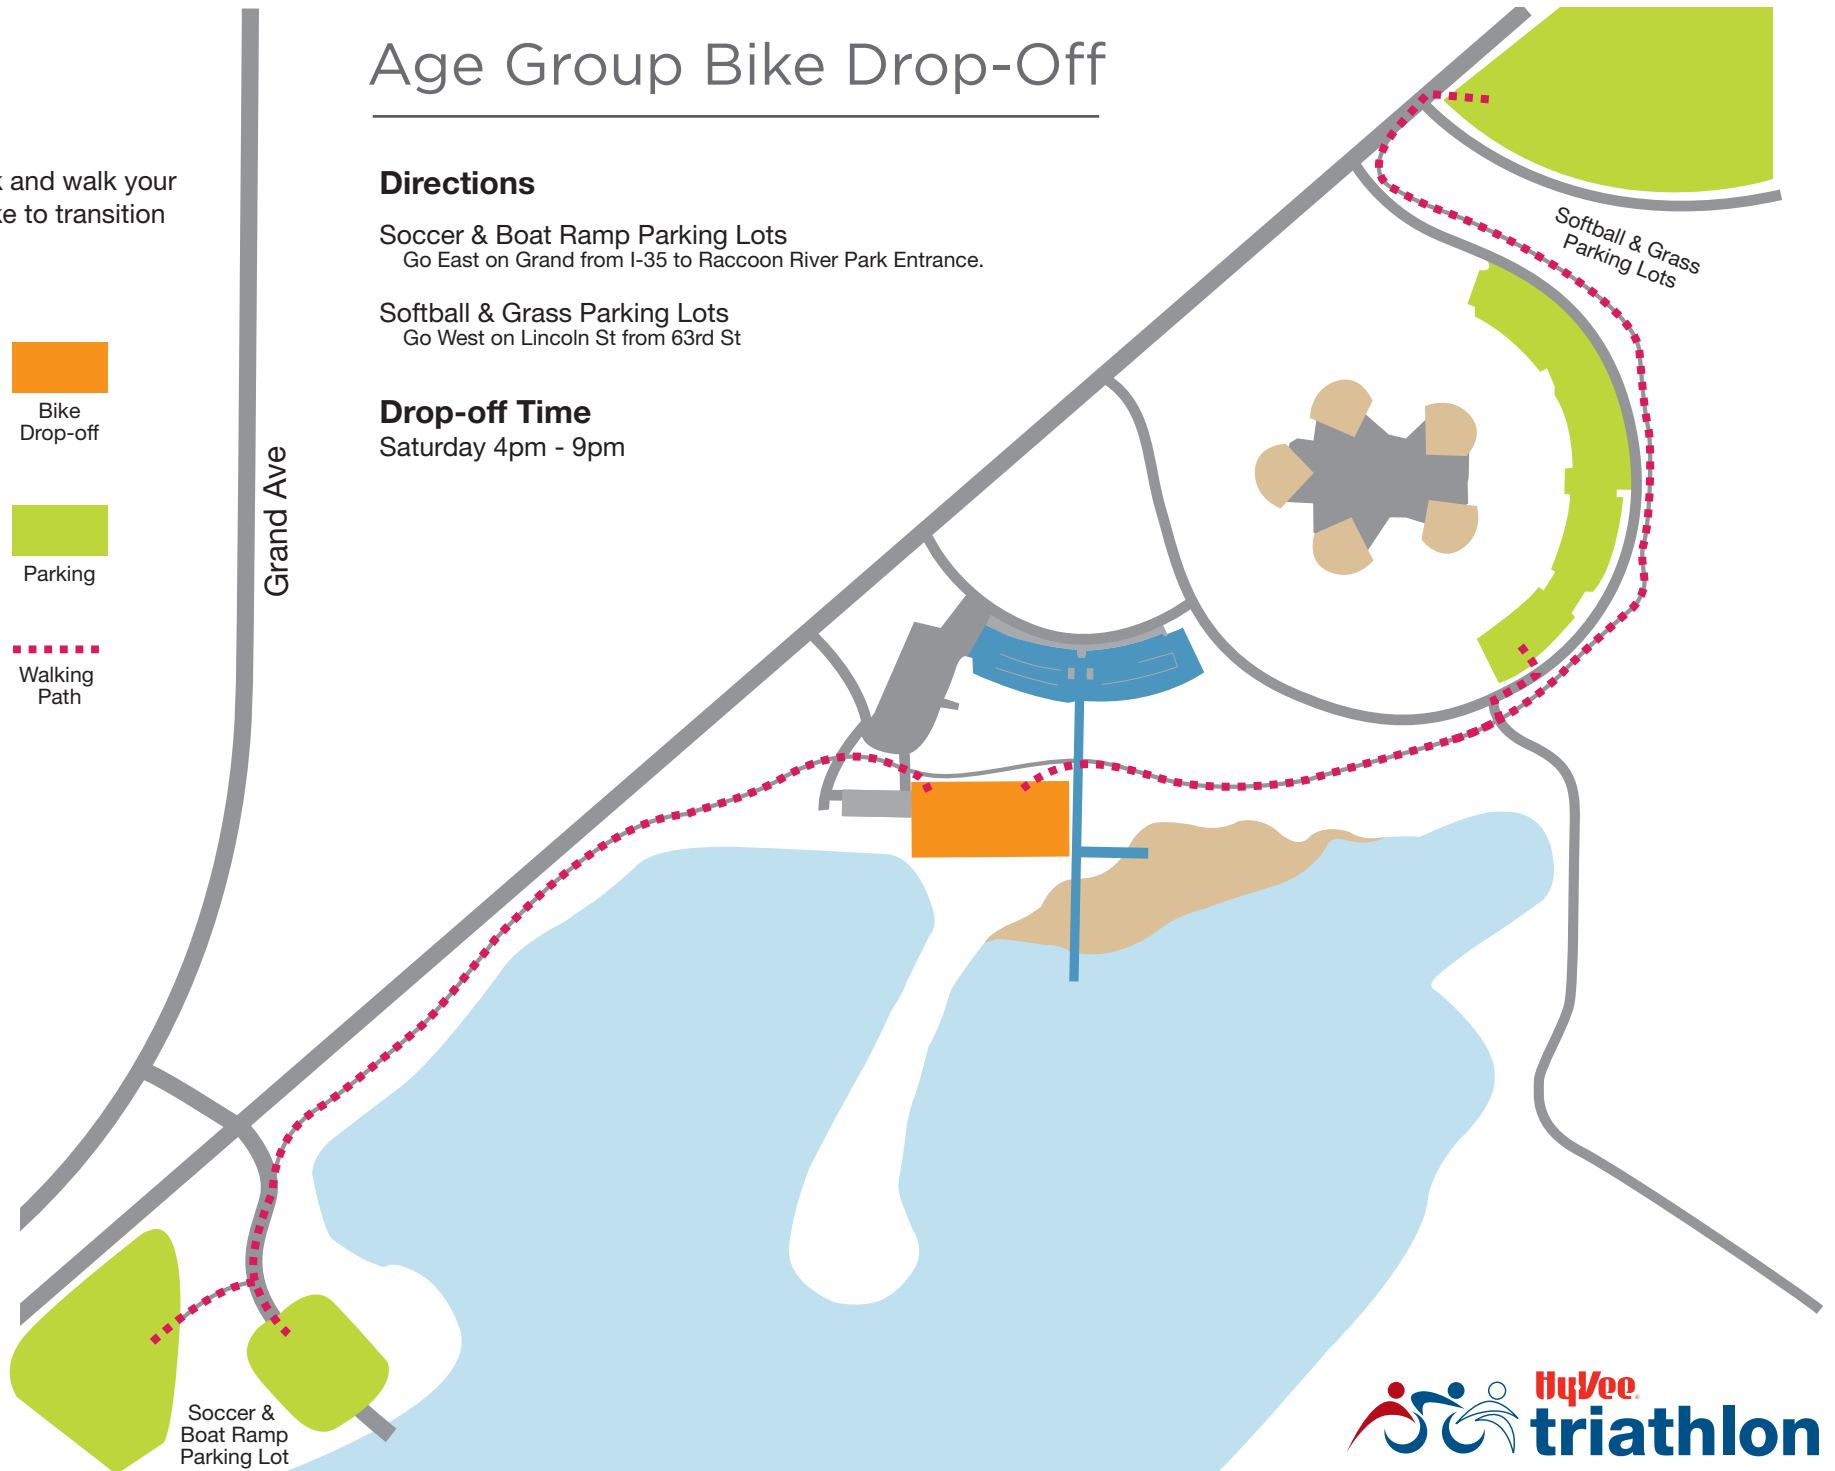 Age Group Bike Drop-Off
and walk your
to transition
Directions
Soccer & Boat Ramp Parking Lots
Go East on Grand from I-35 to Raccoon River Park Entrance.
Softball & Grass Parking Lots
Go West on Lincoln St from 63rd St
Drop-off Time
Saturday 4pm - 9pm
Bike
Drop-off
Parking
Walking
Path
Grand Ave
Softball & Grass
Parking Lots
Soccer &
Boat Ramp
Parking Lot
HyVee
triathlon